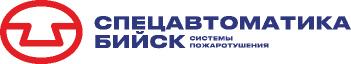 СПЕЦАВТОМАТИКА
БИЙСК СИСТЕМЫ
ПОЖАРОТУШЕНИЯ